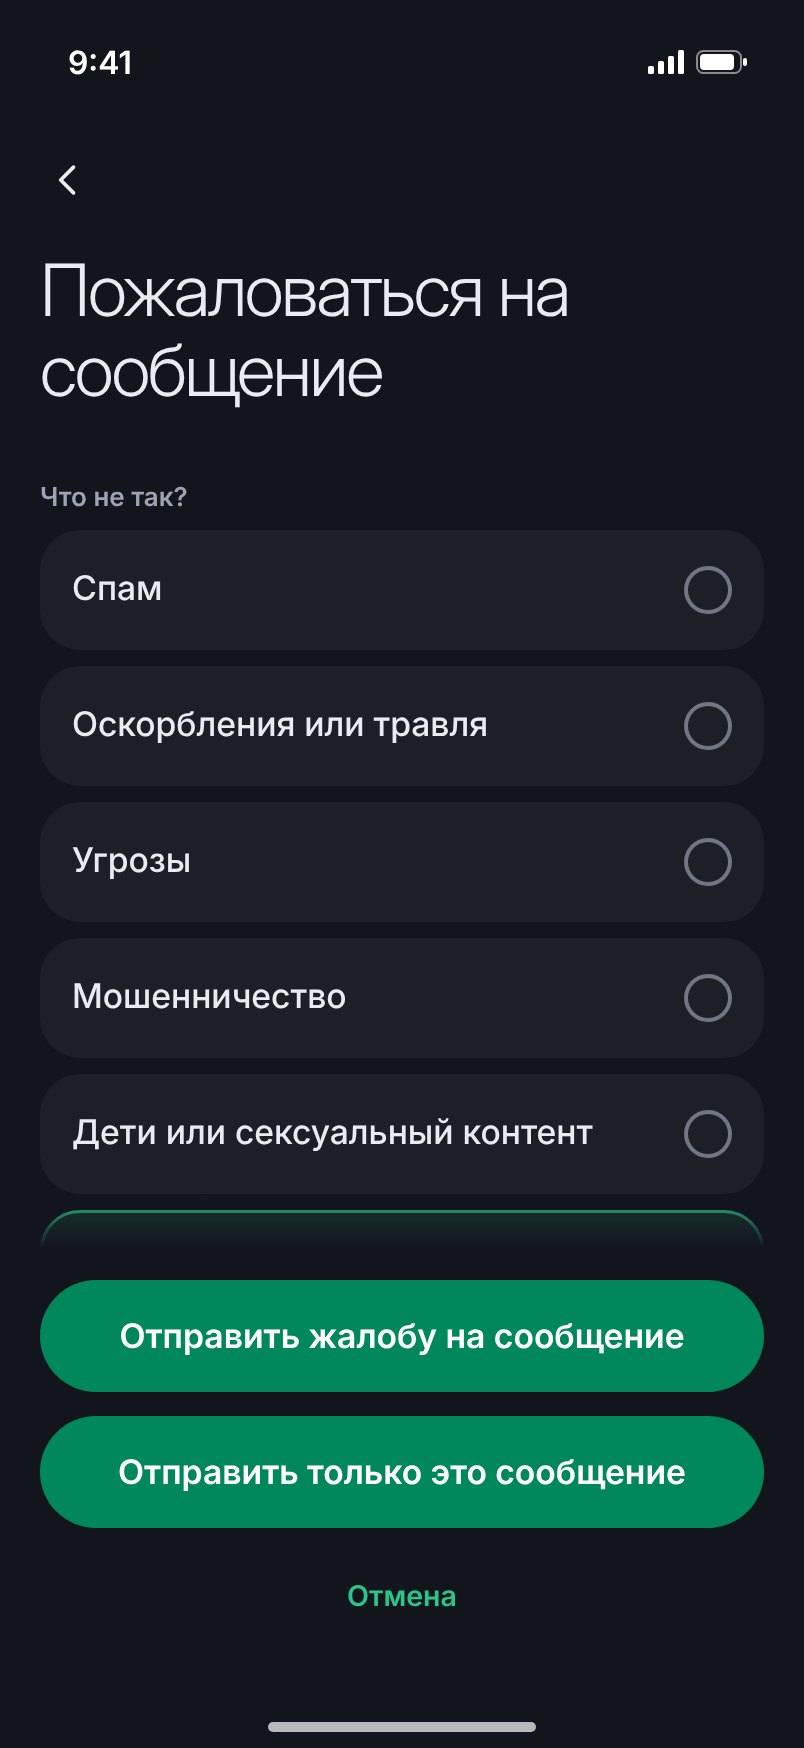 9:41
Пожаловаться на
сообщение
Что не так?
Спам
Оскорбления или травля
Угрозы
Мошенничество
Дети или сексуальный контент
Отправить жалобу на сообщение
Отправить только это сообщение
Отмена